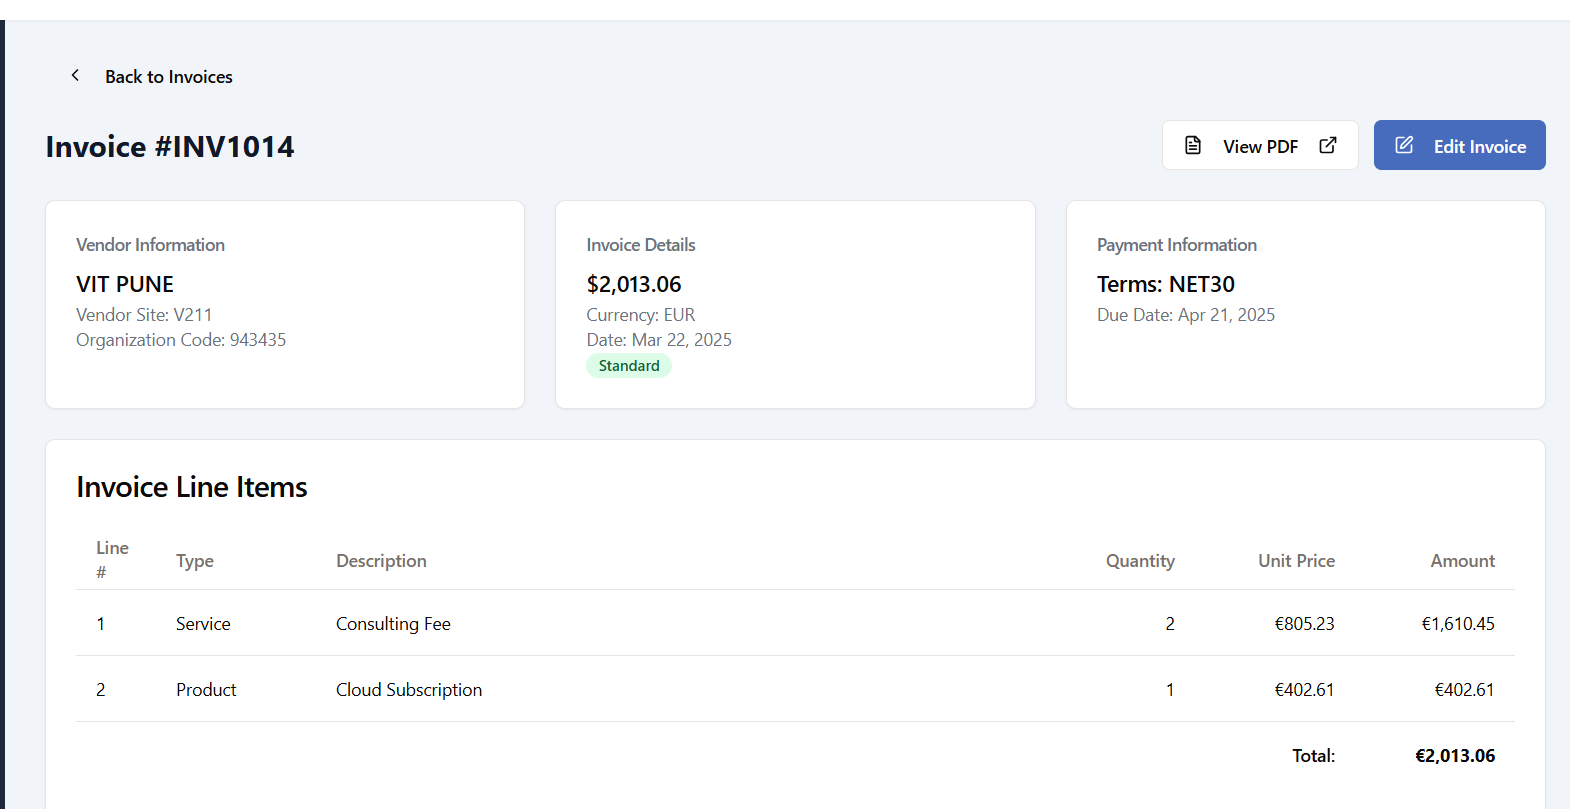 Back to Invoices
Invoice #INV1014
View PDF
Edit Invoice
Vendor Information
VIT PUNE
Vendor Site: V211
Organization Code: 943435
Invoice Details
$2,013.06
Currency: EUR
Date: Mar 22, 2025
Standard
Payment Information
Terms: NET30
Due Date: Apr 21, 2025
Invoice Line Items
Line # Type Description Quantity Unit Price Amount
1 Service Consulting Fee 2 €805.23 €1,610.45
2 Product Cloud Subscription 1 €402.61 €402.61
Total: €2,013.06